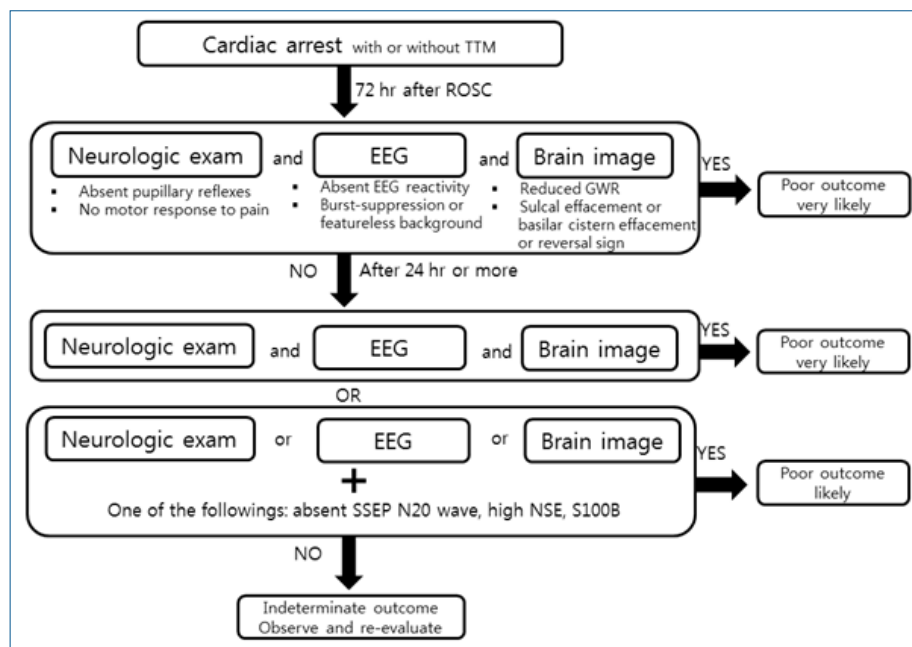 Cardiac arrest with or without TTM
72 hr after ROSC
Neurologic exam and EEG and Brain image
▪ Absent pupillary reflexes
▪ No motor response to pain
▪ Absent EEG reactivity
▪ Burst-suppression or
featureless background
▪ Reduced GWR
▪ Sulcal effacement or
basilar cistern effacement
or reversal sign
YES
Poor outcome
very likely
NO
After 24 hr or more
Neurologic exam and EEG and Brain image
YES
Poor outcome
very likely
OR
Neurologic exam or EEG or Brain image
+
One of the followings: absent SSEP N20 wave, high NSE, S100B
YES
Poor outcome
likely
NO
Indeterminate outcome
Observe and re-evaluate